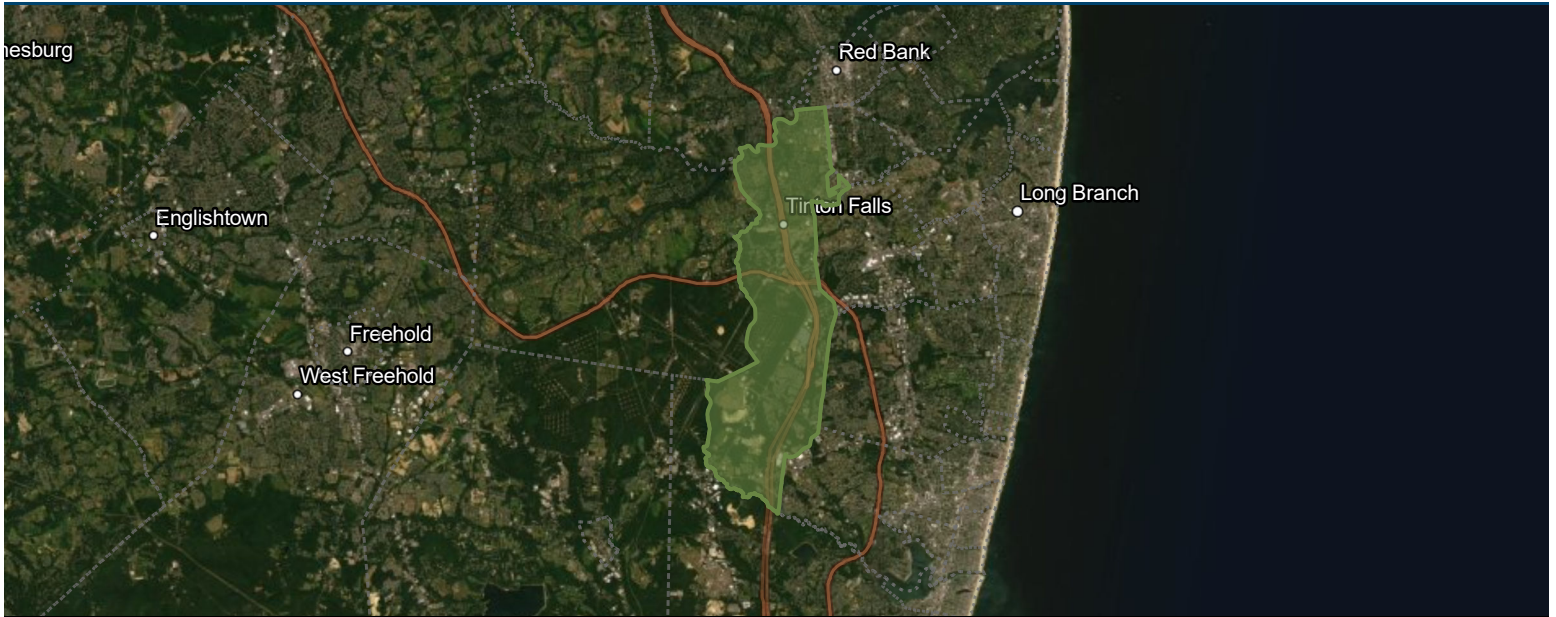 nesburg
Red Bank
Long Branch
Tinton Falls
Englishtown
Freehold
West Freehold